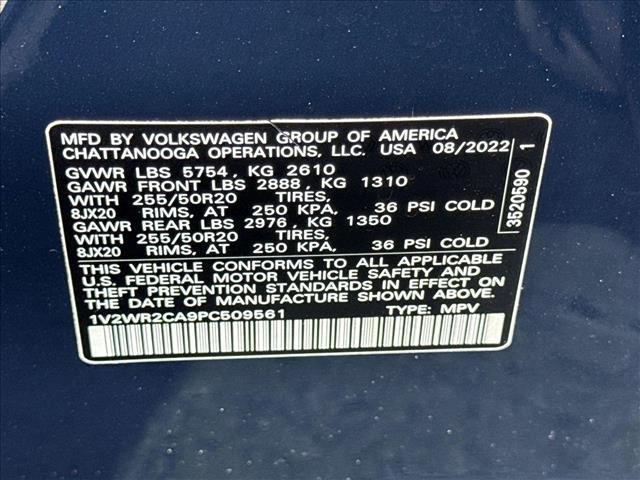 MFD BY VOLKSWAGEN GROUP OF AMERICA
CHATTANOOGA OPERATIONS, LLC. USA 08/2022
GVWR LBS 5754, KG 2610
GAWR FRONT LBS 2888, KG 1310
WITH 255/50R20 TIRES,
8JX20 RIMS, AT 250 KPA, 36 PSI COLD
GAWR REAR LBS 2976, KG 1350
WITH 255/50R20 TIRES,
8JX20 RIMS, AT 250 KPA, 36 PSI COLD
THIS VEHICLE CONFORMS TO ALL APPLICABLE
U.S. FEDERAL MOTOR VEHICLE SAFETY AND
THEFT PREVENTION STANDARDS IN EFFECT ON
THE DATE OF MANUFACTURE SHOWN ABOVE.
1V2WR2CA9PC509561 TYPE: MPV
3520590 1